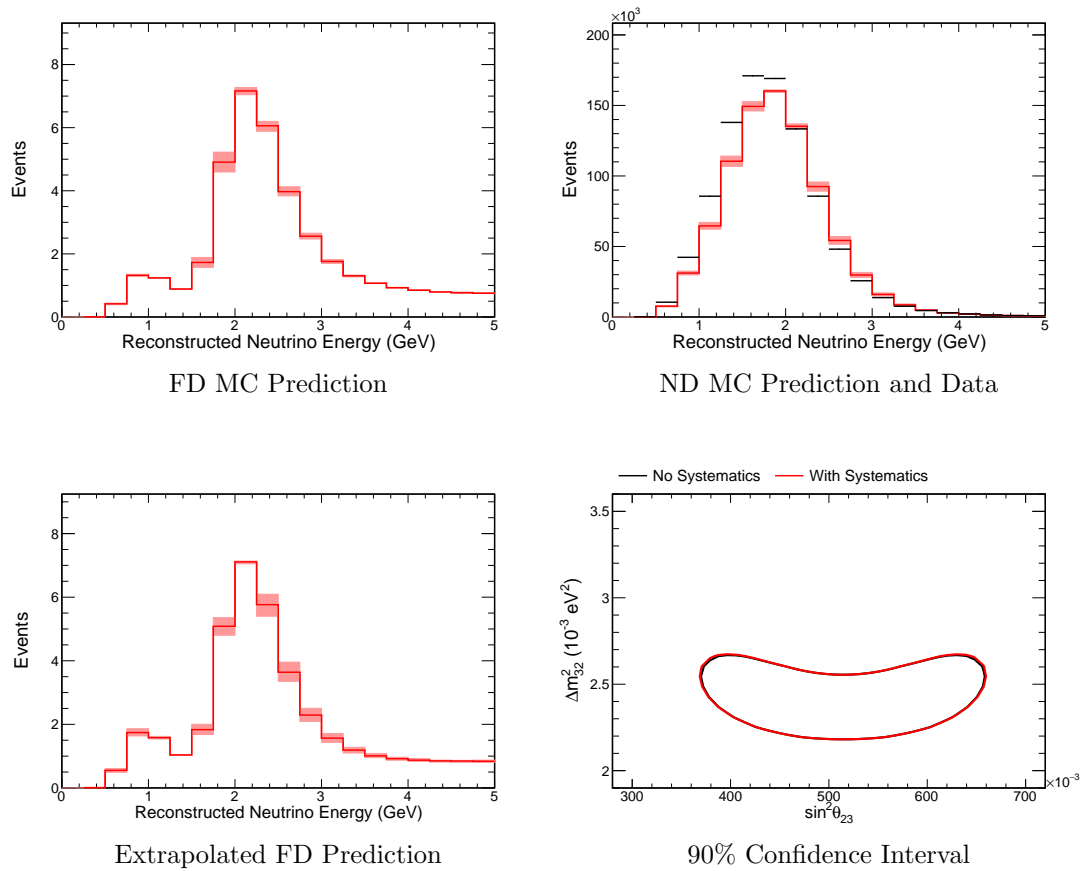 8
6
4
2
0
Events
0 1 2 3 4 5
Reconstructed Neutrino Energy (GeV)
FD MC Prediction
×10³
200
150
100
50
0
Events
0 1 2 3 4 5
Reconstructed Neutrino Energy (GeV)
ND MC Prediction and Data
8
6
4
2
0
Events
0 1 2 3 4 5
Reconstructed Neutrino Energy (GeV)
Extrapolated FD Prediction
No Systematics With Systematics
3.5
3
2.5
2
Δm²₃₂ (10⁻³ eV²)
300 400 500 600 700
×10⁻³
sin²θ₂₃
90% Confidence Interval